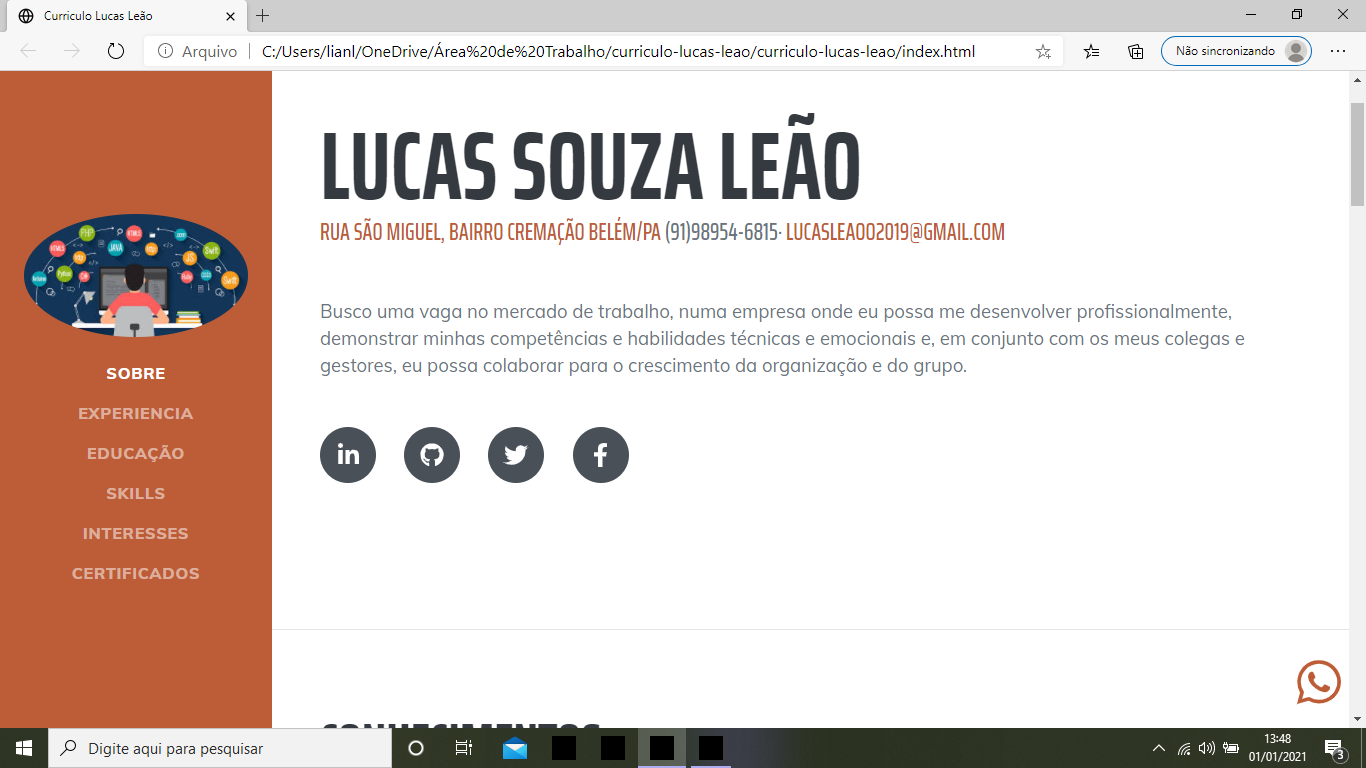 Curriculo Lucas Leão
Arquivo
C:/Users/lianl/OneDrive/Área%20de%20Trabalho/curriculo-lucas-leao/curriculo-lucas-leao/index.html
Não sincronizando
LUCAS SOUZA LEÃO
RUA SÃO MIGUEL, BAIRRO CREMAÇÃO BELÉM/PA (91)98954-6815· LUCASLEAO02019@GMAIL.COM
Busco uma vaga no mercado de trabalho, numa empresa onde eu possa me desenvolver profissionalmente,
demonstrar minhas competências e habilidades técnicas e emocionais e, em conjunto com os meus colegas e
gestores, eu possa colaborar para o crescimento da organização e do grupo.
PHP
HTML5
JAVA
Swift
Python
Swift
SOBRE
EXPERIENCIA
EDUCAÇÃO
SKILLS
INTERESSES
CERTIFICADOS
in
CONHECIMENTOS
Digite aqui para pesquisar
13:48
01/01/2021
3